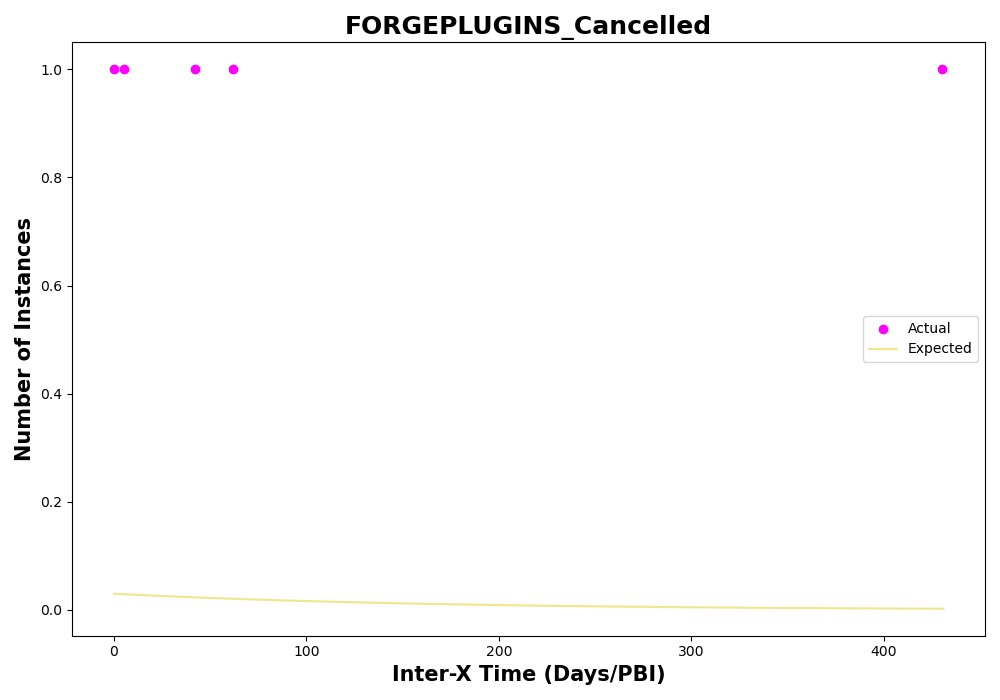 FORGEPLUGINS_Cancelled
Number of Instances
1.0
0.8
0.6
0.4
0.2
0.0
Actual
Expected
0 100 200 300 400
Inter-X Time (Days/PBI)